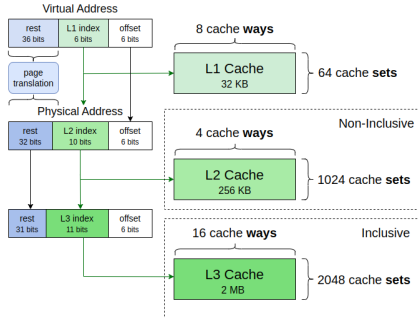 Virtual Address
rest L1 index offset
36 bits 6 bits 6 bits
8 cache ways
page
translation
L1 Cache
32 KB
64 cache sets
Physical Address
Non-Inclusive
rest L2 index offset
32 bits 10 bits 6 bits
4 cache ways
L2 Cache
256 KB
1024 cache sets
rest L3 index offset
31 bits 11 bits 6 bits
Inclusive
16 cache ways
L3 Cache
2 MB
2048 cache sets